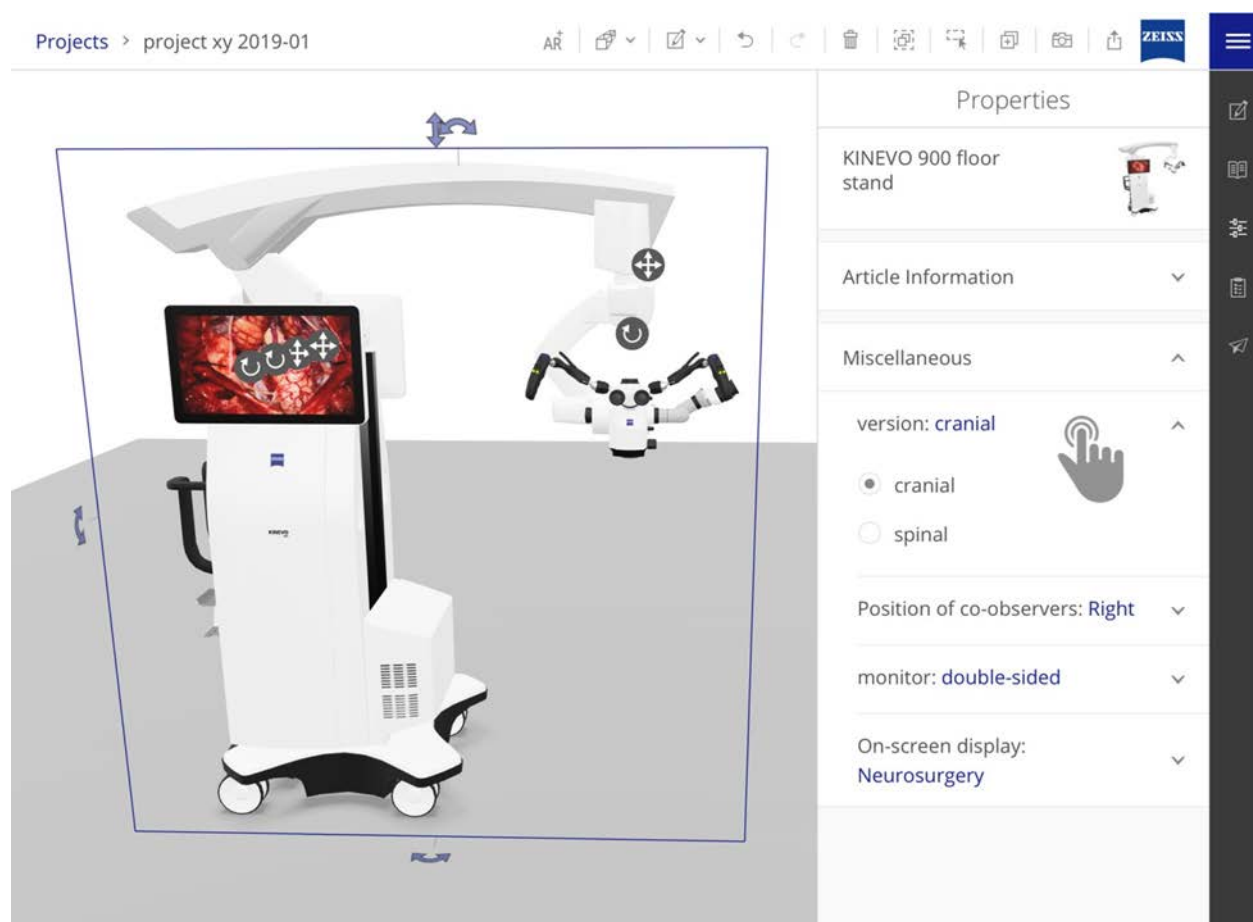 Projects > project xy 2019-01
AR
ZEISS
Properties
KINEVO 900 floor
stand
Article Information
Miscellaneous
version: cranial
cranial
spinal
Position of co-observers: Right
monitor: double-sided
On-screen display:
Neurosurgery
KINEVO